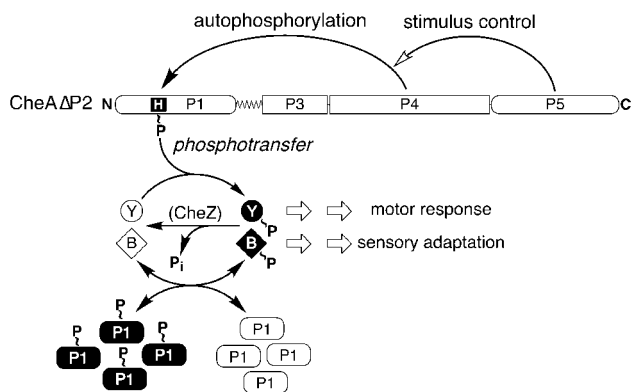 autophosphorylation stimulus control
CheAΔP2 N H P1 P3 P4 P5 C
P
phosphotransfer
Y (CheZ) Y motor response
P
B B sensory adaptation
Pi P
P P P
P1 P1
P1 P P1 P1 P1
P1 P1